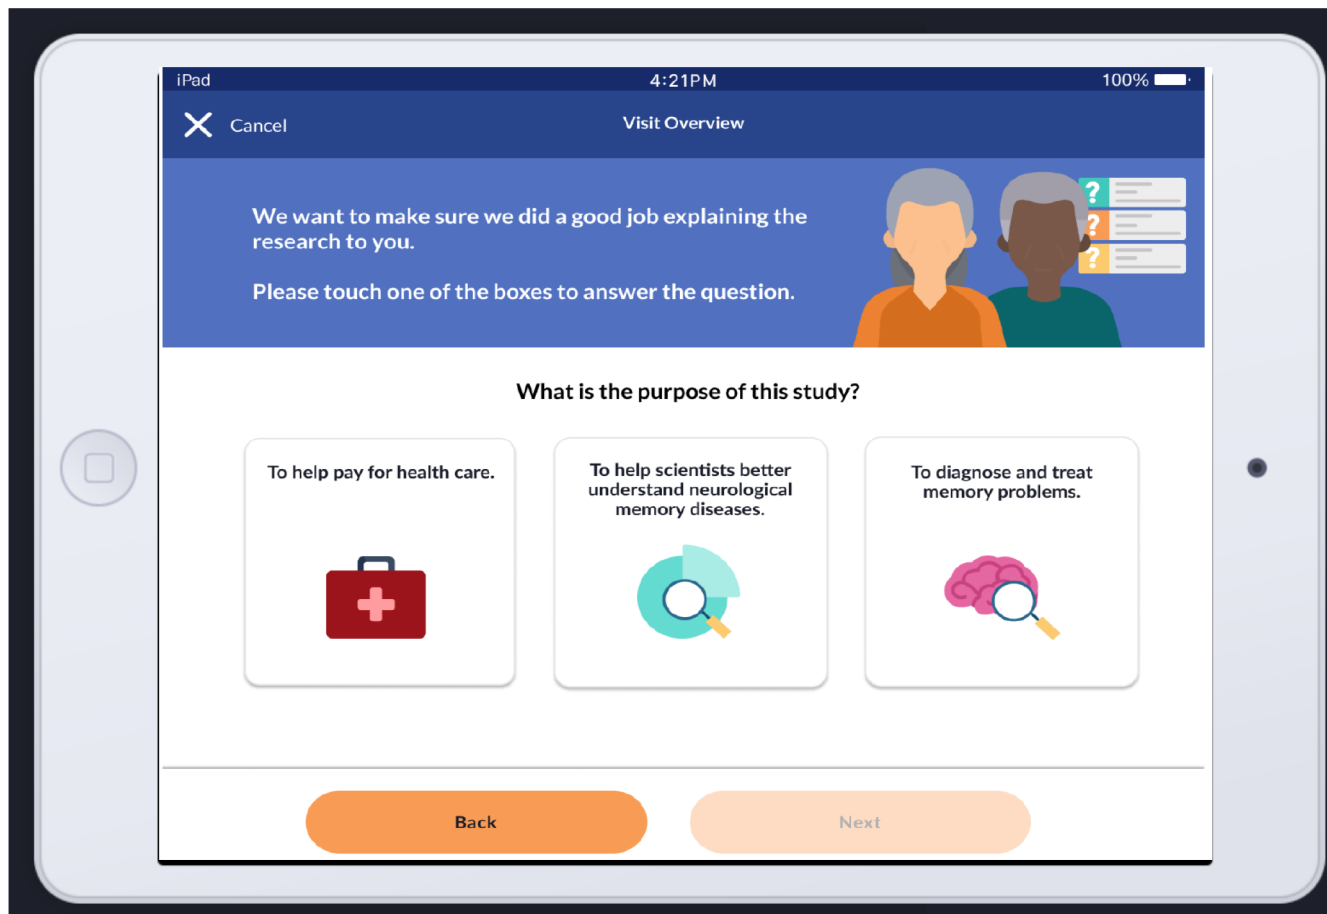 iPad
4:21PM
100%
Cancel
Visit Overview
We want to make sure we did a good job explaining the
research to you.
Please touch one of the boxes to answer the question.
?
?
?
What is the purpose of this study?
To help pay for health care.
To help scientists better
understand neurological
memory diseases.
To diagnose and treat
memory problems.
Back
Next